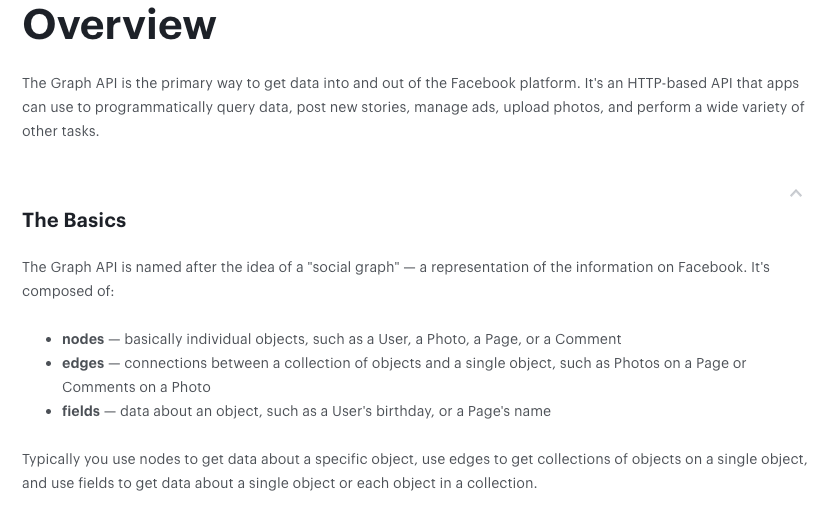 Overview
The Graph API is the primary way to get data into and out of the Facebook platform. It's an HTTP-based API that apps
can use to programmatically query data, post new stories, manage ads, upload photos, and perform a wide variety of
other tasks.
The Basics
The Graph API is named after the idea of a "social graph" — a representation of the information on Facebook. It's
composed of:
• nodes — basically individual objects, such as a User, a Photo, a Page, or a Comment
• edges — connections between a collection of objects and a single object, such as Photos on a Page or
Comments on a Photo
• fields — data about an object, such as a User's birthday, or a Page's name
Typically you use nodes to get data about a specific object, use edges to get collections of objects on a single object,
and use fields to get data about a single object or each object in a collection.